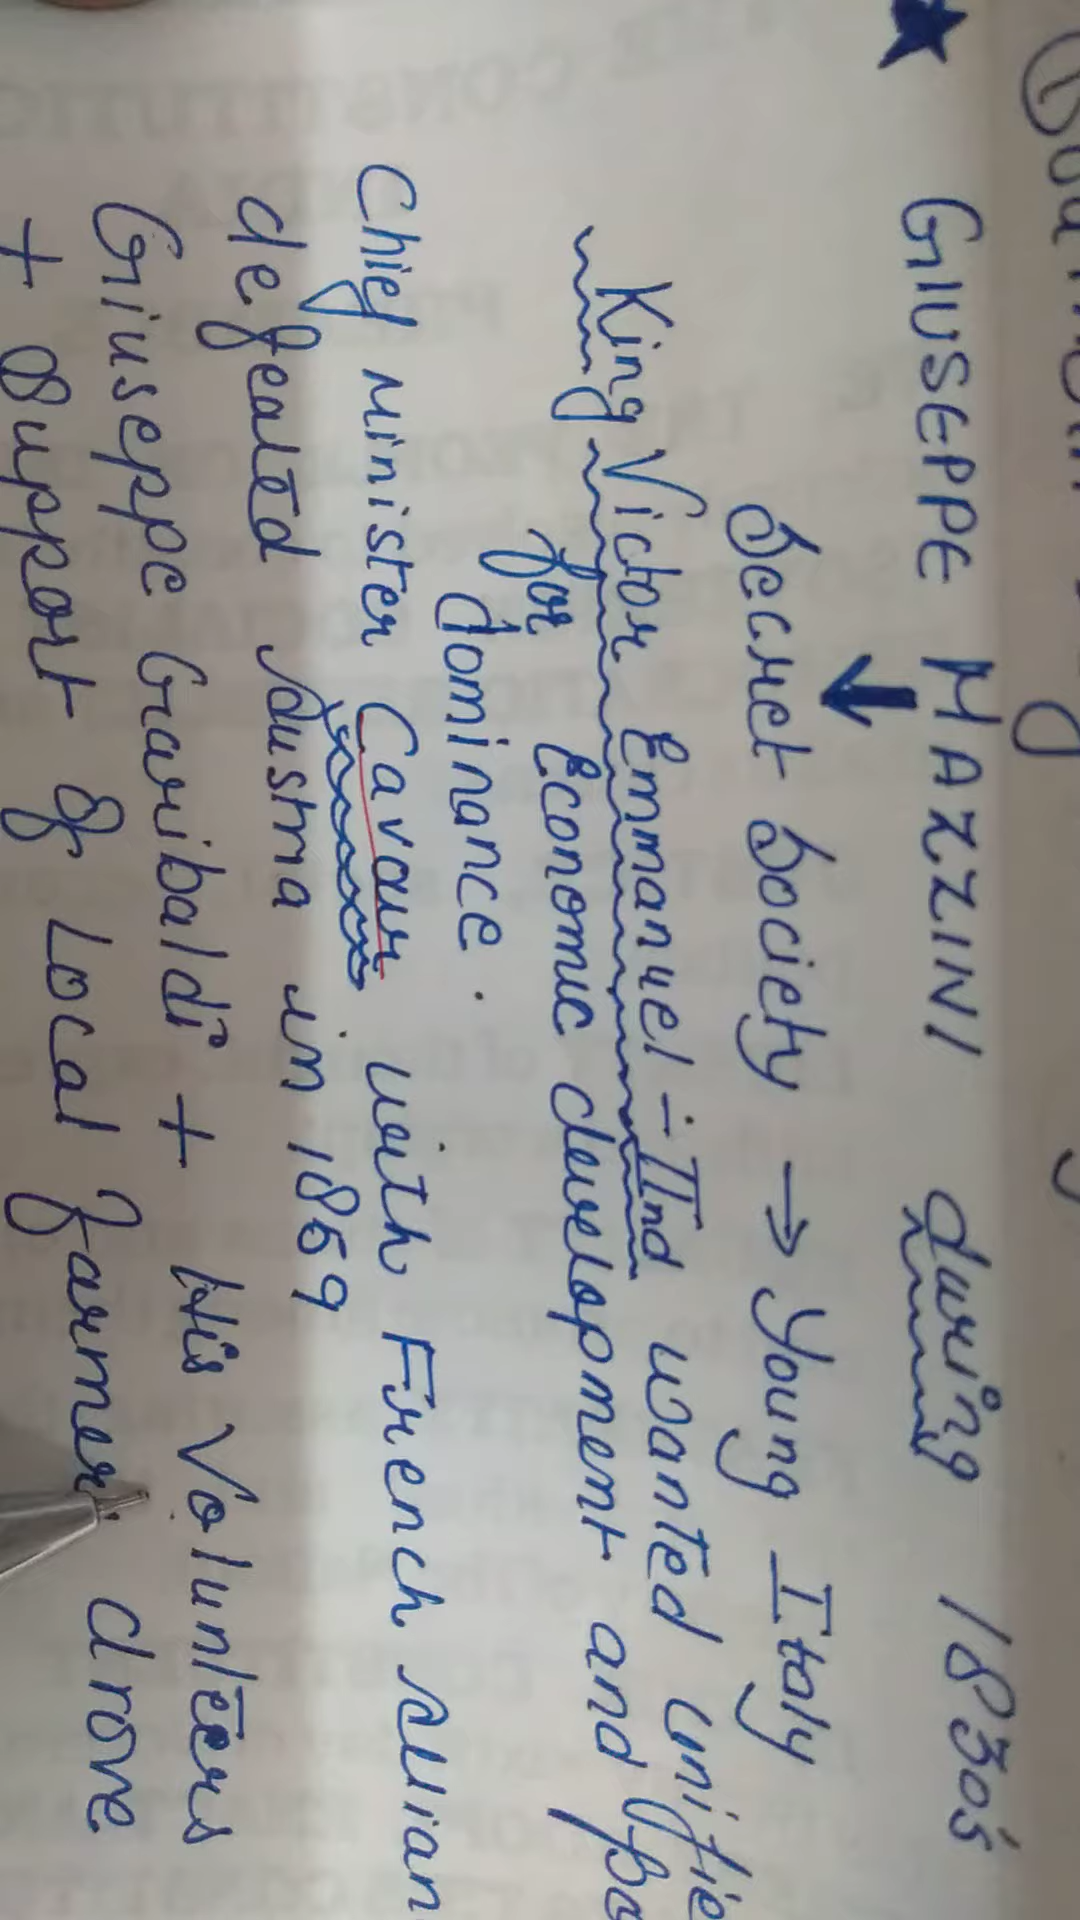 GIUSEPPE MAZZINI during 1830's
↓
Secret Society → Young Italy
King Victor Emmanuel-IInd wanted unifie
for Economic development and
dominance.
Chief Minister Cavour with French allian
defeated Austria in 1859
Giuseppe Garibaldi + His Volunteers
+ support of Local farmer drove